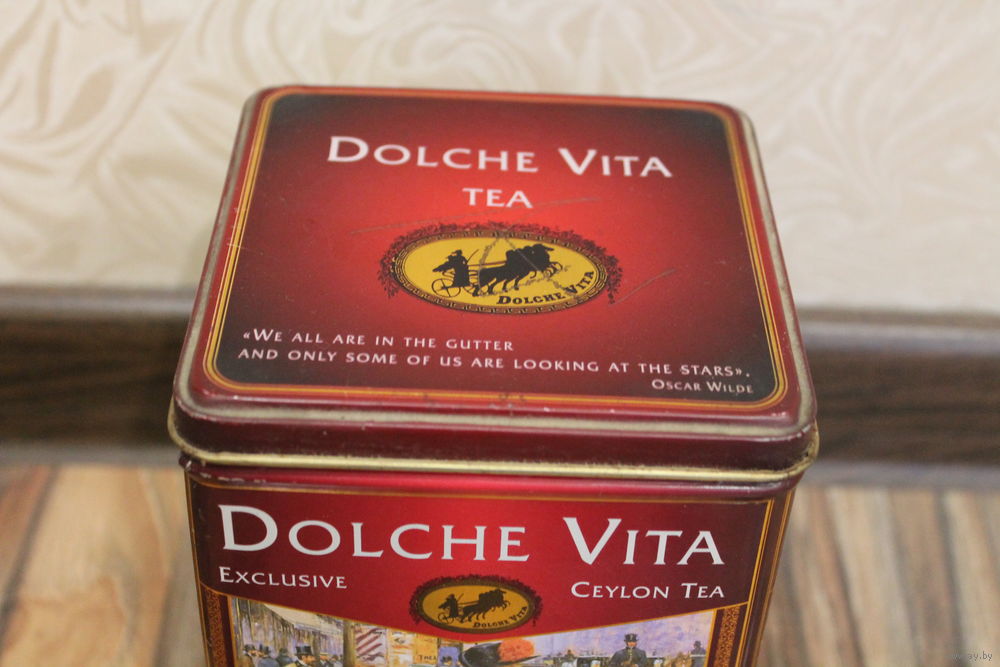 DOLCHE VITA
TEA
DOLCHE VITA
«WE ALL ARE IN THE GUTTER
AND ONLY SOME OF US ARE LOOKING AT THE STARS».
OSCAR WILDE
DOLCHE VITA
EXCLUSIVE
CEYLON TEA
DOLCHE VITA